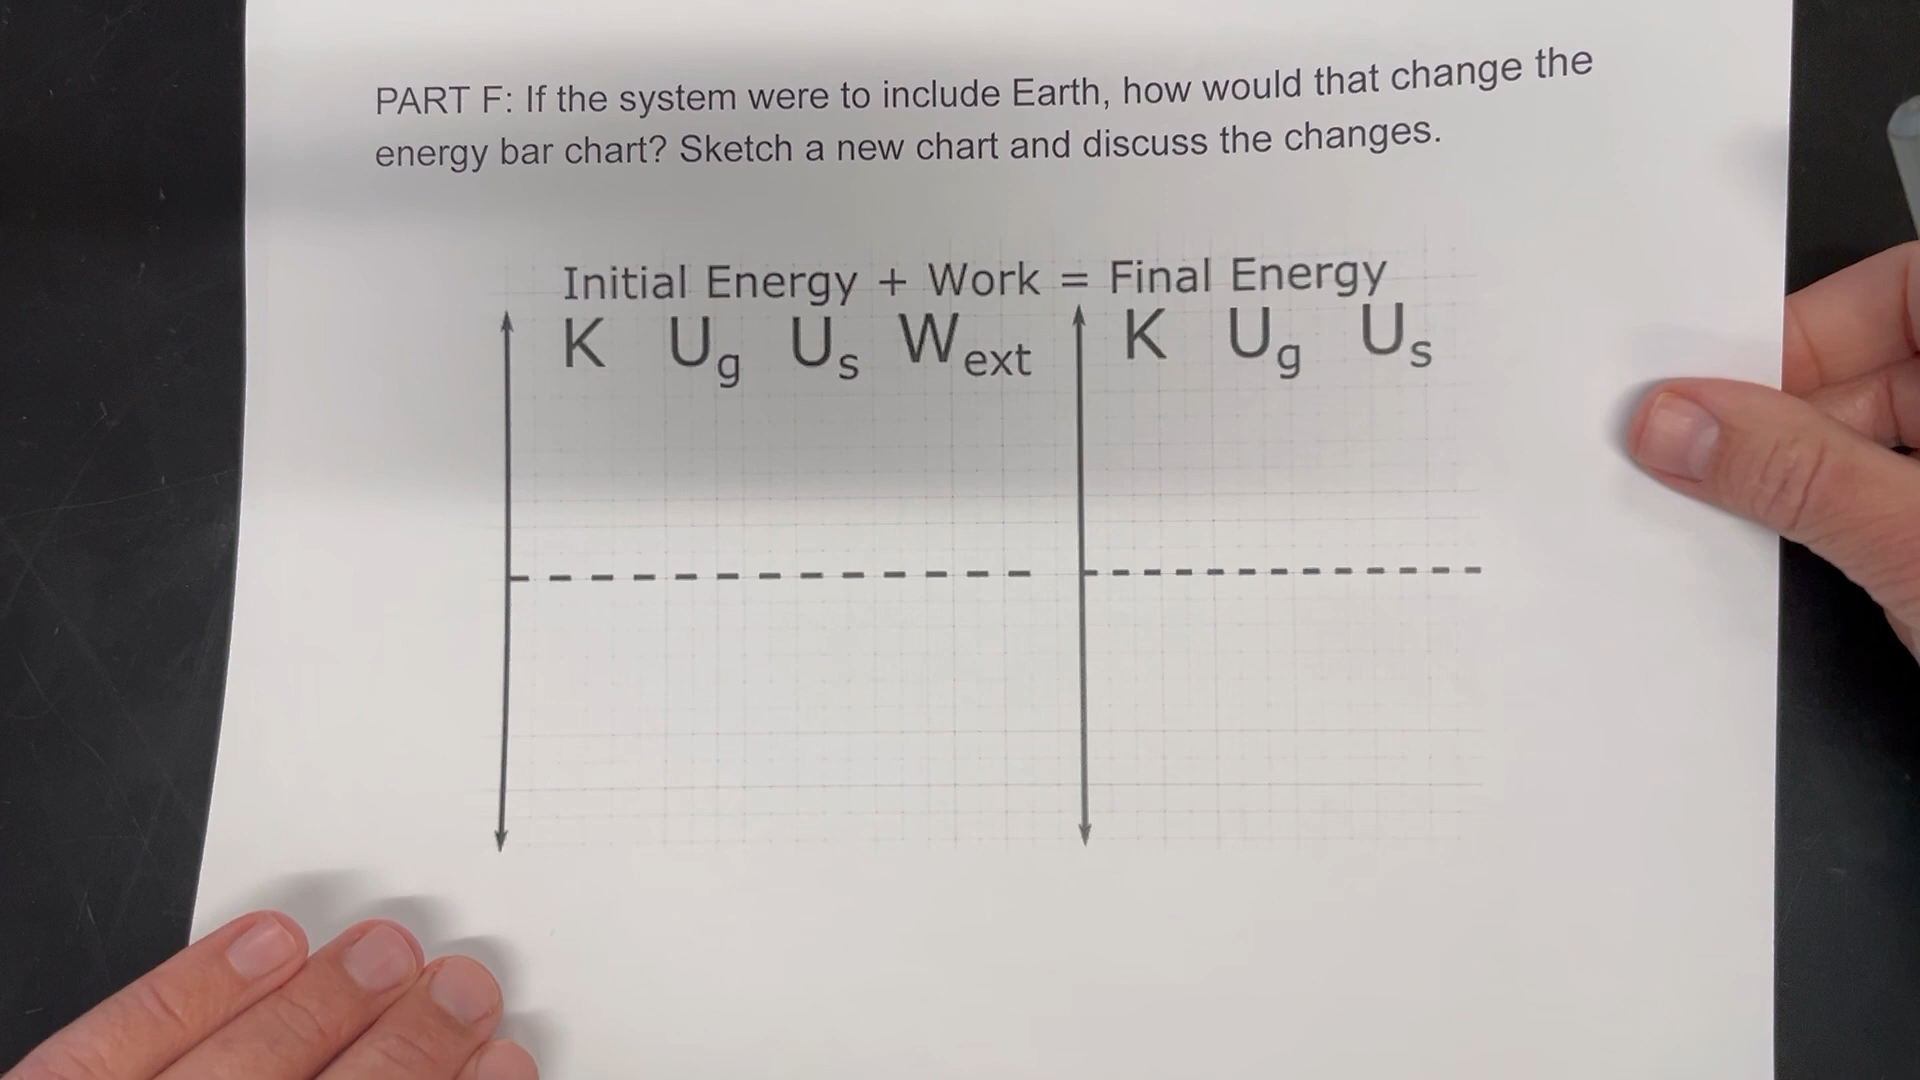 PART F: If the system were to include Earth, how would that change the
energy bar chart? Sketch a new chart and discuss the changes.
Initial Energy + Work = Final Energy
K Ug Us Wext K Ug Us